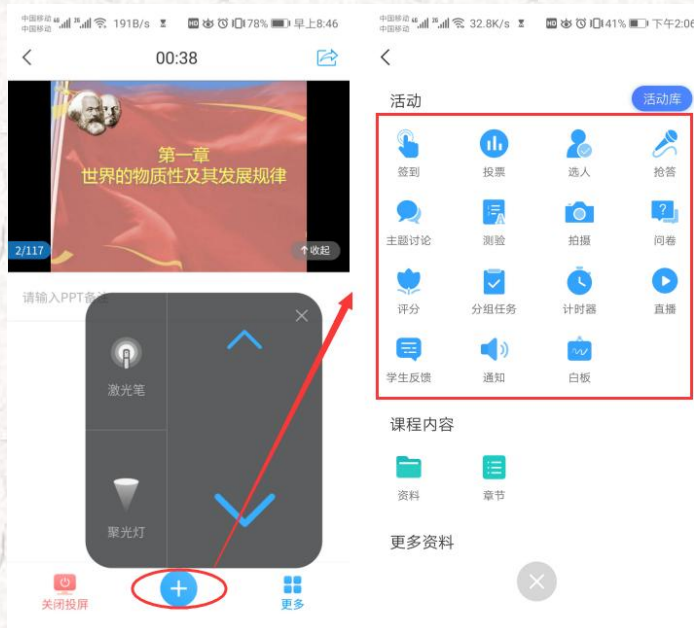 中国移动 46 26 191B/s HD 78% 早上8:46
中国移动
00:38
第一章
世界的物质性及其发展规律
2/117
收起
请输入PPT备注
激光笔
聚光灯
关闭投屏
更多
中国移动 46 26 32.8K/s HD 41% 下午2:06
中国移动
活动
活动库
签到 投票 选人 抢答
主题讨论 测验 拍摄 问卷
评分 分组任务 计时器 直播
学生反馈 通知 白板
课程内容
资料 章节
更多资料